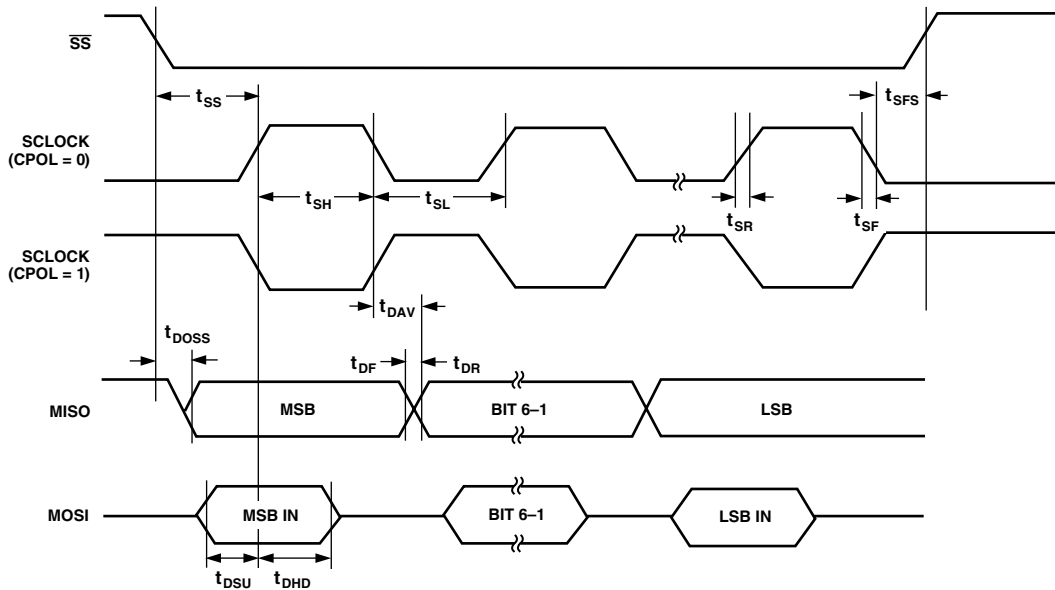 SS
tSS
tSFS
SCLOCK
(CPOL = 0)
tSH
tSL
tSR
tSF
SCLOCK
(CPOL = 1)
tDAV
tDOSS
tDF
tDR
MISO
MSB
BIT 6–1
LSB
MOSI
MSB IN
BIT 6–1
LSB IN
tDSU
tDHD